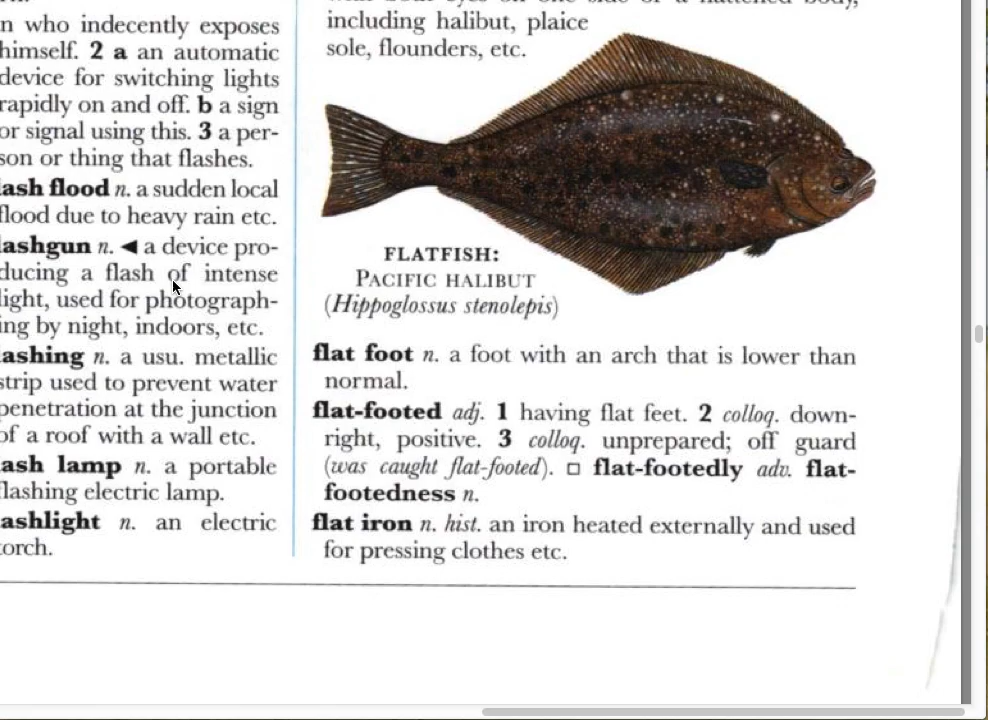 n who indecently exposes
himself. 2 a an automatic
device for switching lights
rapidly on and off. b a sign
or signal using this. 3 a per-
son or thing that flashes.
lash flood n. a sudden local
flood due to heavy rain etc.
lashgun n. ◄ a device pro-
ducing a flash of intense
light, used for photograph-
ing by night, indoors, etc.
lashing n. a usu. metallic
strip used to prevent water
penetration at the junction
of a roof with a wall etc.
lash lamp n. a portable
flashing electric lamp.
lashlight n. an electric
torch.
including halibut, plaice
sole, flounders, etc.
FLATFISH:
PACIFIC HALIBUT
(Hippoglossus stenolepis)
flat foot n. a foot with an arch that is lower than
normal.
flat-footed adj. 1 having flat feet. 2 colloq. down-
right, positive. 3 colloq. unprepared; off guard
(was caught flat-footed). □ flat-footedly adv. flat-
footedness n.
flat iron n. hist. an iron heated externally and used
for pressing clothes etc.